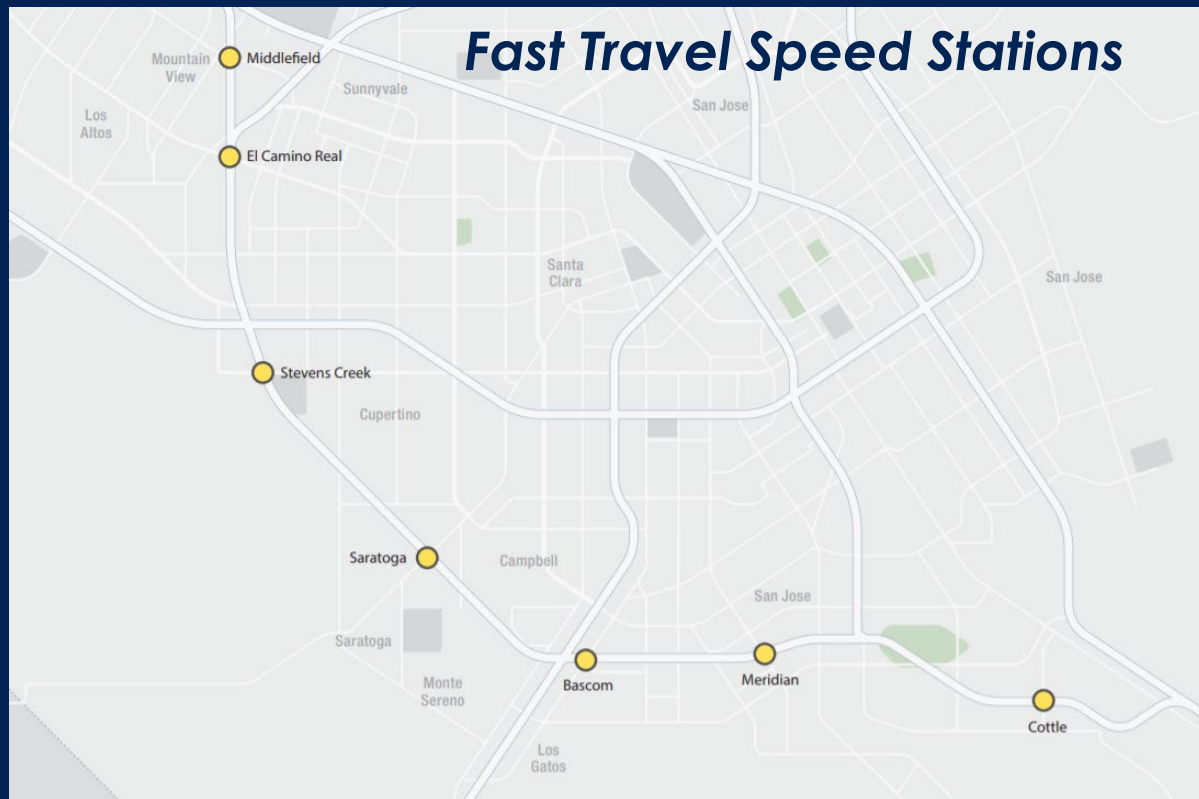 Fast Travel Speed Stations
Mountain
View
Middlefield
Sunnyvale
San Jose
Los
Altos
El Camino Real
Santa
Clara
San Jose
Stevens Creek
Cupertino
Saratoga
Campbell
San Jose
Saratoga
Monte
Sereno
Bascom
Meridian
Cottle
Los
Gatos